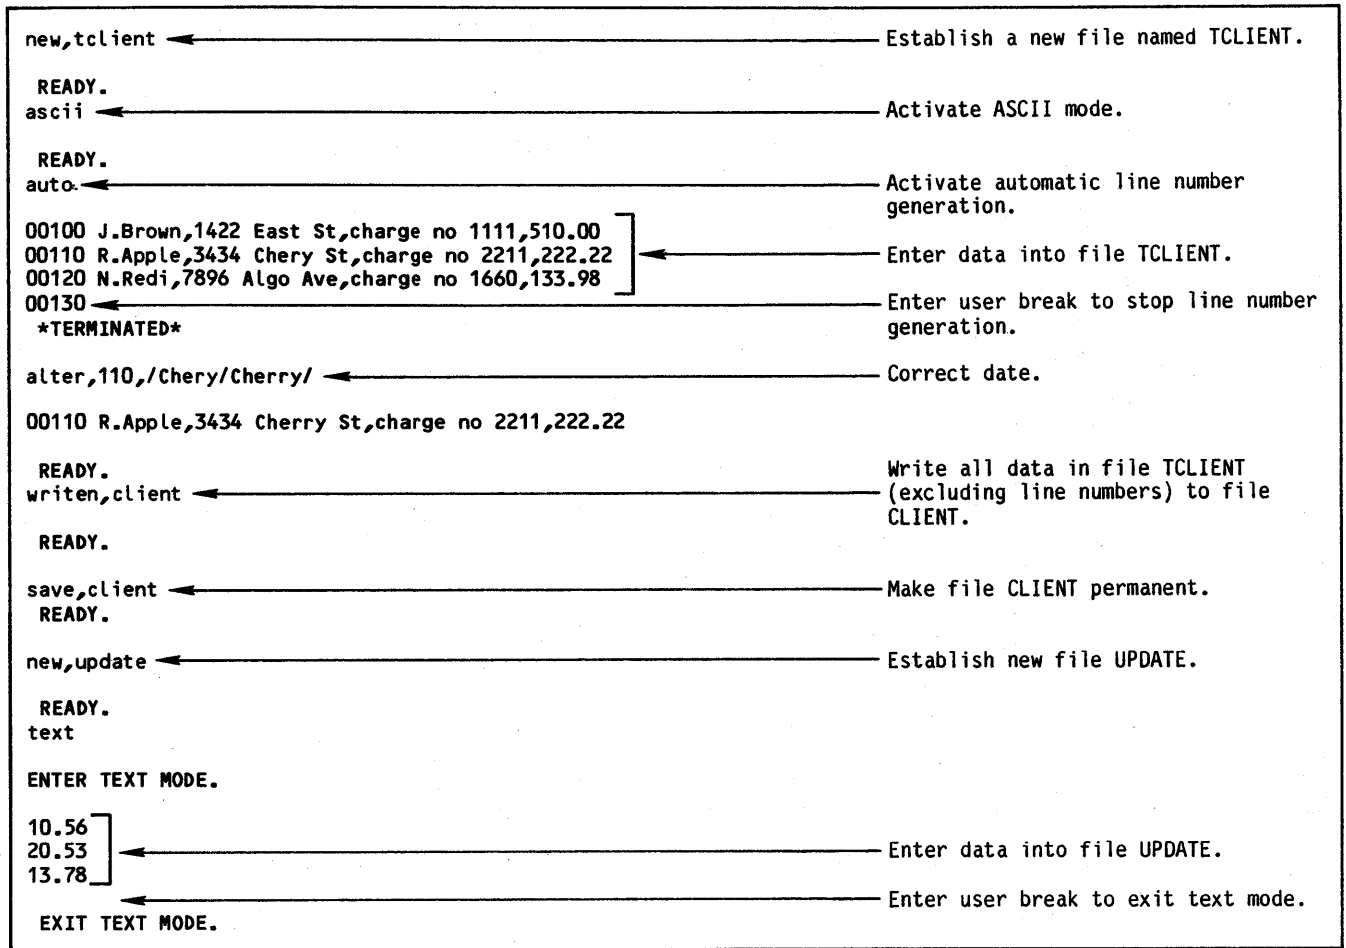 new,tclient Establish a new file named TCLIENT.
READY.
ascii Activate ASCII mode.
READY.
auto. Activate automatic line number
generation.
00100 J.Brown,1422 East St,charge no 1111,510.00
00110 R.Apple,3434 Chery St,charge no 2211,222.22 Enter data into file TCLIENT.
00120 N.Redi,7896 Algo Ave,charge no 1660,133.98
00130 Enter user break to stop line number
*TERMINATED* generation.
alter,110,/Chery/Cherry/ Correct date.
00110 R.Apple,3434 Cherry St,charge no 2211,222.22
READY. Write all data in file TCLIENT
writen,client (excluding line numbers) to file
CLIENT.
READY.
save,client Make file CLIENT permanent.
READY.
new,update Establish new file UPDATE.
READY.
text
ENTER TEXT MODE.
10.56
20.53 Enter data into file UPDATE.
13.78
Enter user break to exit text mode.
EXIT TEXT MODE.